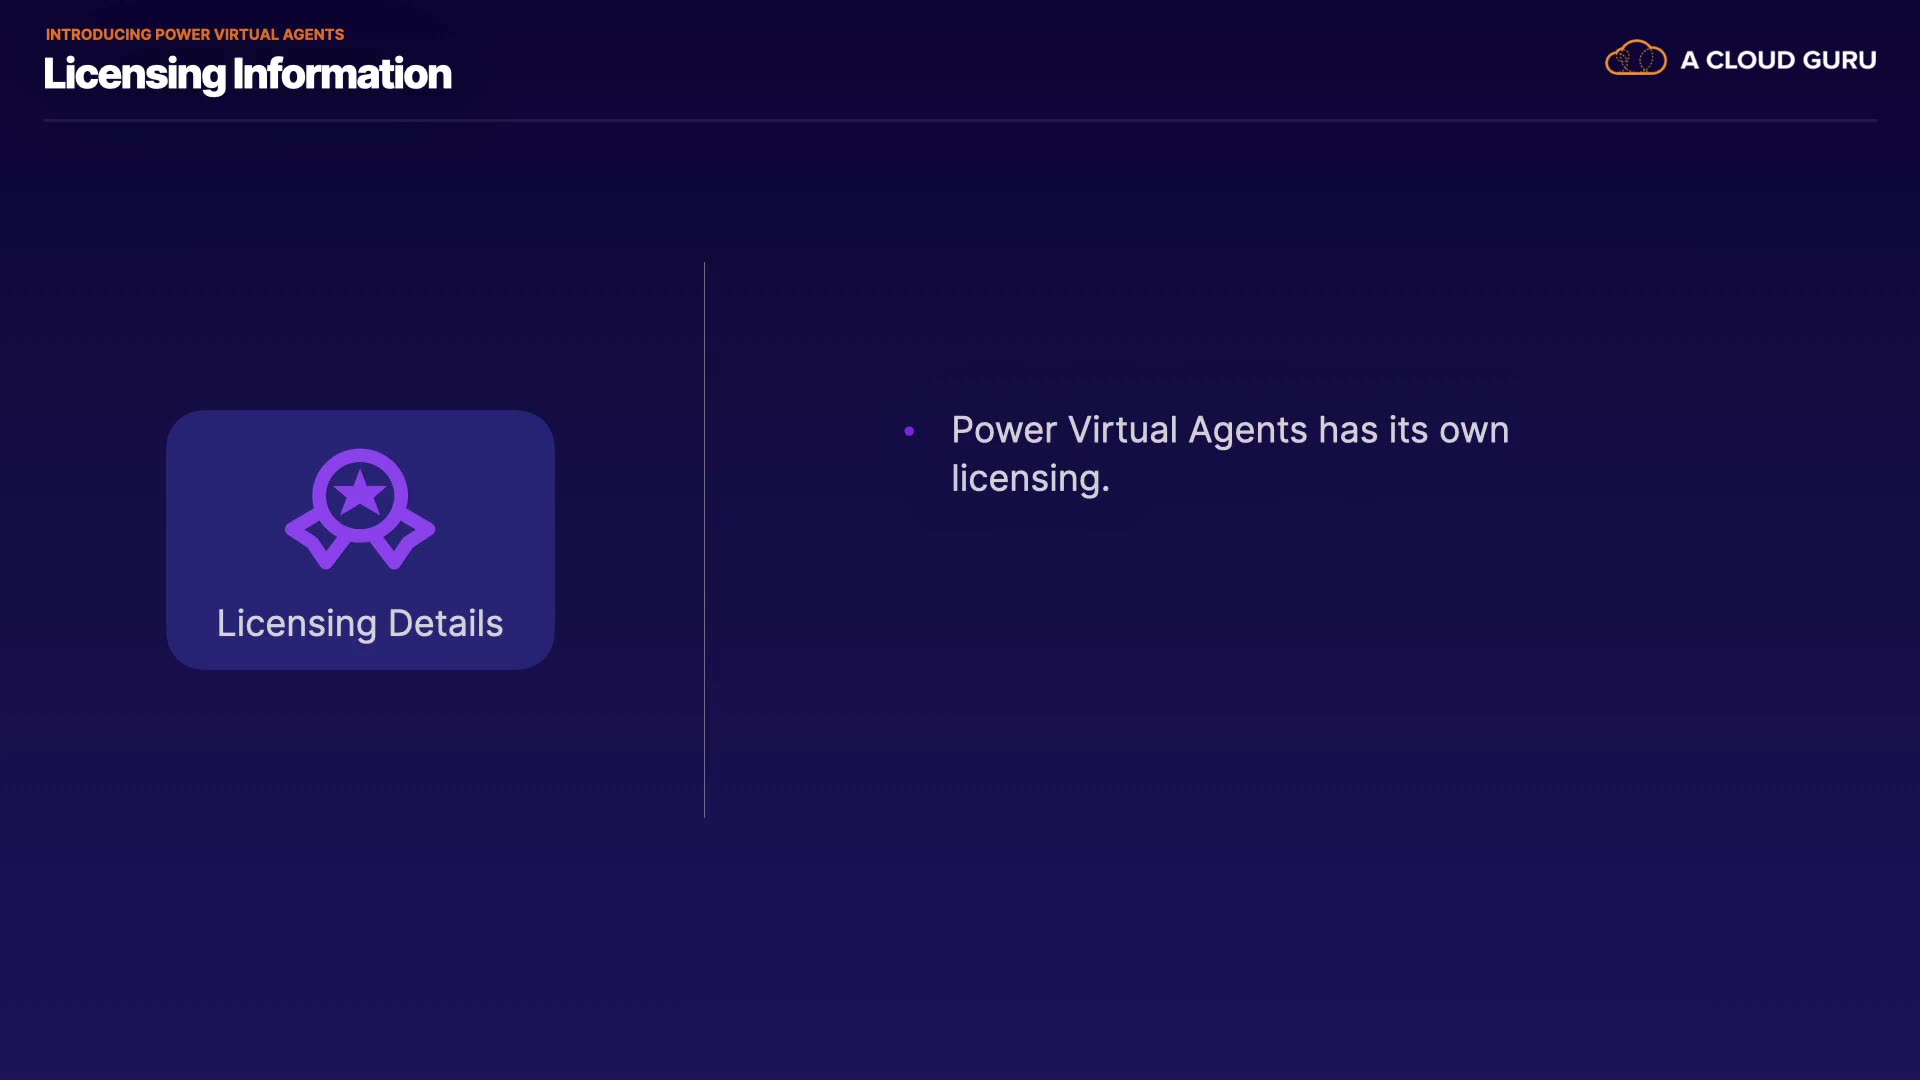 INTRODUCING POWER VIRTUAL AGENTS
Licensing Information
A CLOUD GURU
Licensing Details
• Power Virtual Agents has its own
licensing.